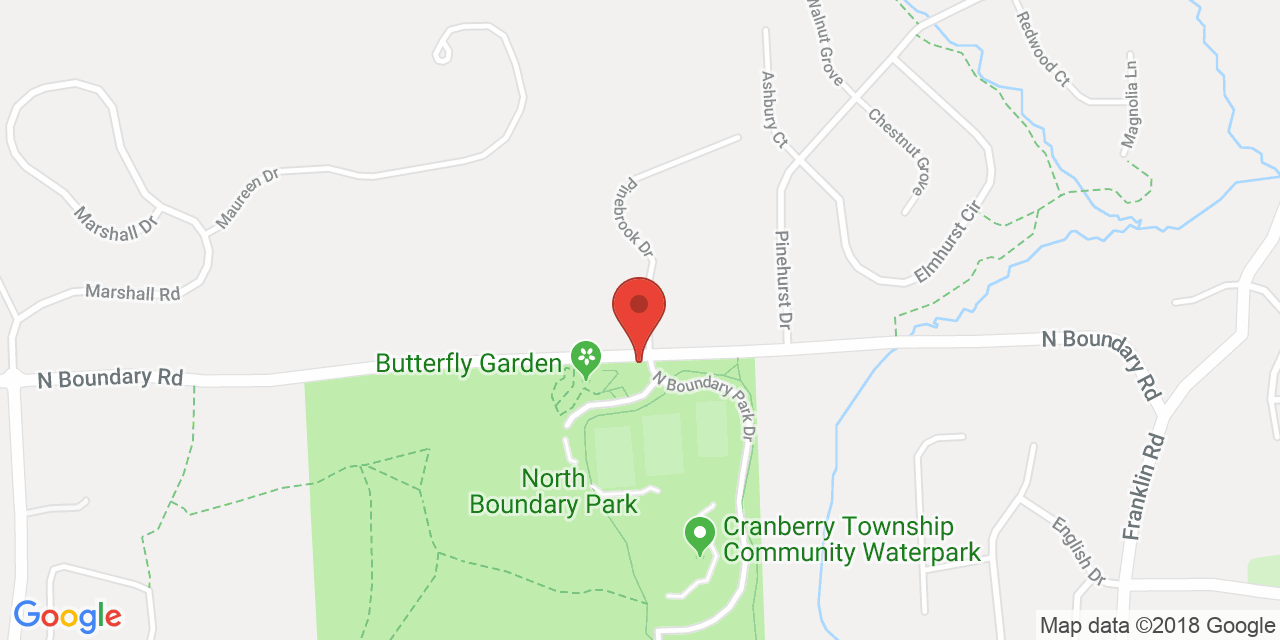 Walnut Grove
Redwood Ct
Magnolia Ln
Ashbury Ct
Chestnut Grove
Maureen Dr
Pinebrook Dr
Marshall Dr
Elmhurst Cir
Pinehurst Dr
Marshall Rd
N Boundary Rd
Butterfly Garden
N Boundary Rd
N Boundary Park Dr
Franklin Rd
North
Boundary Park
Cranberry Township
Community Waterpark
English Dr
Google
Map data ©2018 Google